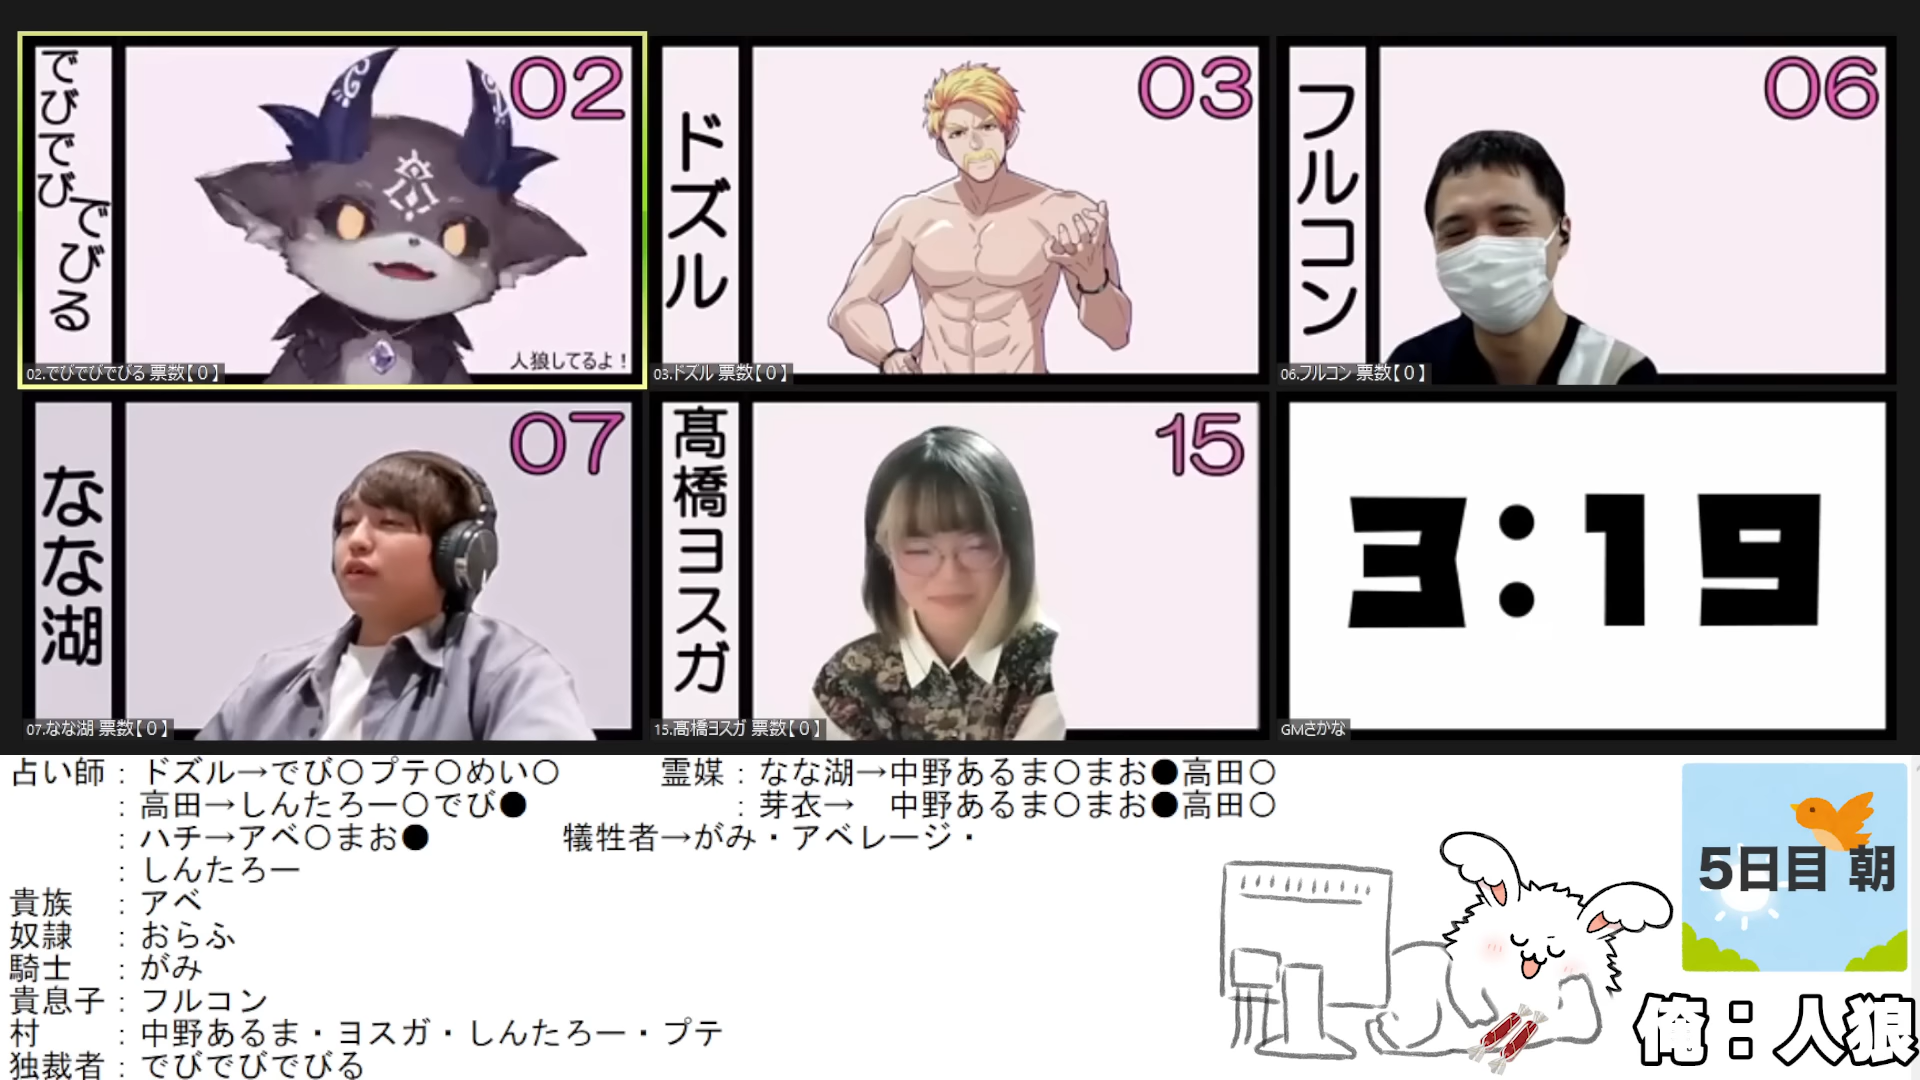 でびでびでびる
02
人狼してるよ!
02.でびでびでびる 票数【0】
ドズル
03
03.ドズル 票数【0】
フルコン
06
06.フルコン 票数【0】
なな湖
07
07.なな湖 票数【0】
髙橋ヨスガ
15
15.髙橋ヨスガ 票数【0】
3:19
GMさかな
占い師 : ドズル→でび〇プテ〇めい〇
: 高田→しんたろー〇でび●
: ハチ→アベ〇まお●
: しんたろー
霊媒 : なな湖→中野あるま〇まお●高田〇
: 芽衣→ 中野あるま〇まお●高田〇
犠牲者→がみ・アベレージ・
貴族 : アベ
奴隷 : おらふ
騎士 : がみ
貴息子 : フルコン
村 : 中野あるま・ヨスガ・しんたろー・プテ
独裁者 : でびでびでびる
5日目 朝
俺:人狼